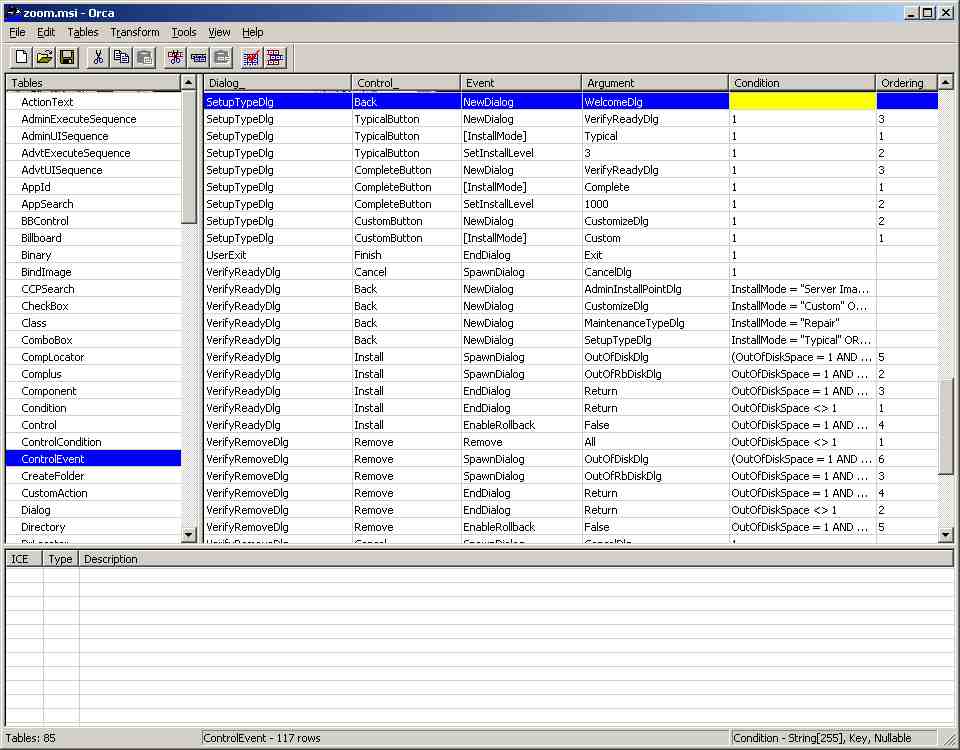 zoom.msi - Orca
File Edit Tables Transform Tools View Help
Tables
ActionText
AdminExecuteSequence
AdminUISequence
AdvtExecuteSequence
AdvtUISequence
AppId
AppSearch
BBControl
Billboard
Binary
BindImage
CCPSearch
CheckBox
Class
ComboBox
CompLocator
Complus
Component
Condition
Control
ControlCondition
ControlEvent
CreateFolder
CustomAction
Dialog
Directory
DrLocator
Dialog_ Control_ Event Argument Condition Ordering
SetupTypeDlg Back NewDialog WelcomeDlg
SetupTypeDlg TypicalButton NewDialog VerifyReadyDlg 1 3
SetupTypeDlg TypicalButton [InstallMode] Typical 1 1
SetupTypeDlg TypicalButton SetInstallLevel 3 1 2
SetupTypeDlg CompleteButton NewDialog VerifyReadyDlg 1 3
SetupTypeDlg CompleteButton [InstallMode] Complete 1 1
SetupTypeDlg CompleteButton SetInstallLevel 1000 1 2
SetupTypeDlg CustomButton NewDialog CustomizeDlg 1 2
SetupTypeDlg CustomButton [InstallMode] Custom 1 1
UserExit Finish EndDialog Exit 1
VerifyReadyDlg Cancel SpawnDialog CancelDlg 1
VerifyReadyDlg Back NewDialog AdminInstallPointDlg InstallMode = "Server Ima...
VerifyReadyDlg Back NewDialog CustomizeDlg InstallMode = "Custom" O...
VerifyReadyDlg Back NewDialog MaintenanceTypeDlg InstallMode = "Repair"
VerifyReadyDlg Back NewDialog SetupTypeDlg InstallMode = "Typical" OR...
VerifyReadyDlg Install SpawnDialog OutOfDiskDlg (OutOfDiskSpace = 1 AND ... 5
VerifyReadyDlg Install SpawnDialog OutOfRbDiskDlg OutOfDiskSpace = 1 AND ... 2
VerifyReadyDlg Install EndDialog Return OutOfDiskSpace = 1 AND ... 3
VerifyReadyDlg Install EndDialog Return OutOfDiskSpace <> 1 1
VerifyReadyDlg Install EnableRollback False OutOfDiskSpace = 1 AND ... 4
VerifyRemoveDlg Remove Remove All OutOfDiskSpace <> 1 1
VerifyRemoveDlg Remove SpawnDialog OutOfDiskDlg (OutOfDiskSpace = 1 AND ... 6
VerifyRemoveDlg Remove SpawnDialog OutOfRbDiskDlg OutOfDiskSpace = 1 AND ... 3
VerifyRemoveDlg Remove EndDialog Return OutOfDiskSpace = 1 AND ... 4
VerifyRemoveDlg Remove EndDialog Return OutOfDiskSpace <> 1 2
VerifyRemoveDlg Remove EnableRollback False OutOfDiskSpace = 1 AND ... 5
VerifyRemoveDlg Cancel SpawnDialog CancelDlg 1
ICE Type Description
Tables: 85 ControlEvent - 117 rows Condition - String[255], Key, Nullable